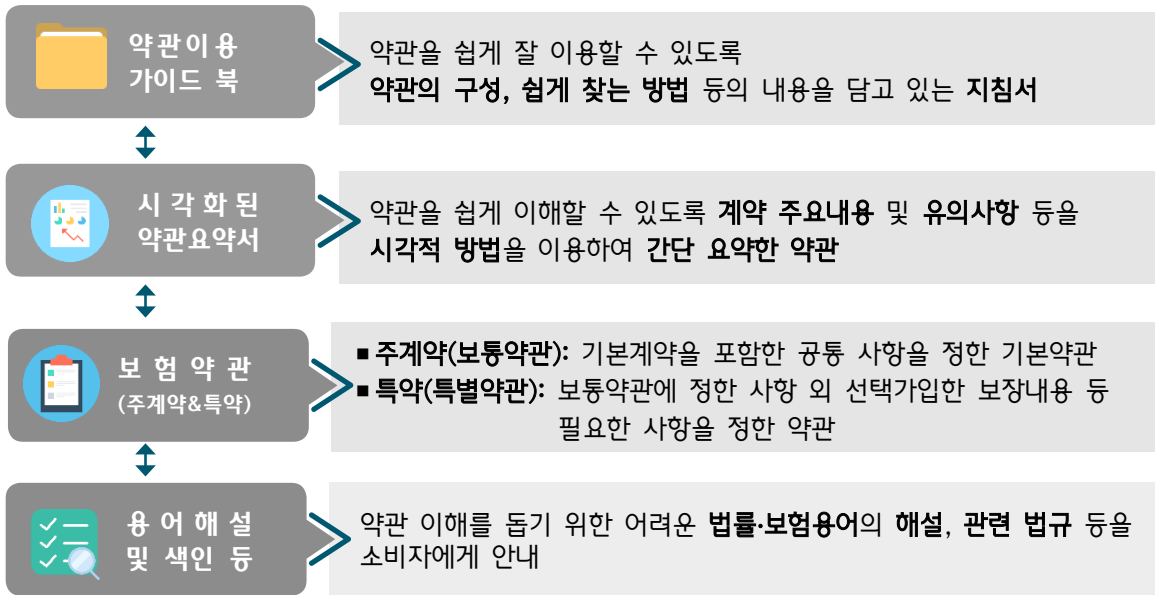 약관이용
가이드 북
약관을 쉽게 잘 이용할 수 있도록
약관의 구성, 쉽게 찾는 방법 등의 내용을 담고 있는 지침서
시 각 화 된
약관요약서
약관을 쉽게 이해할 수 있도록 계약 주요내용 및 유의사항 등을
시각적 방법을 이용하여 간단 요약한 약관
보 험 약 관
(주계약&특약)
▪ 주계약(보통약관): 기본계약을 포함한 공통 사항을 정한 기본약관
▪ 특약(특별약관): 보통약관에 정한 사항 외 선택가입한 보장내용 등
필요한 사항을 정한 약관
용 어 해 설
및 색인 등
약관 이해를 돕기 위한 어려운 법률·보험용어의 해설, 관련 법규 등을
소비자에게 안내